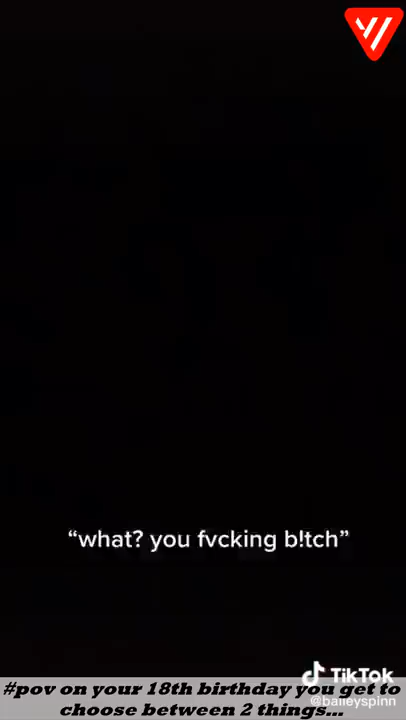 “what? you fvcking b!tch”
TikTok
@baileyspinn
#pov on your 18th birthday you get to
choose between 2 things...